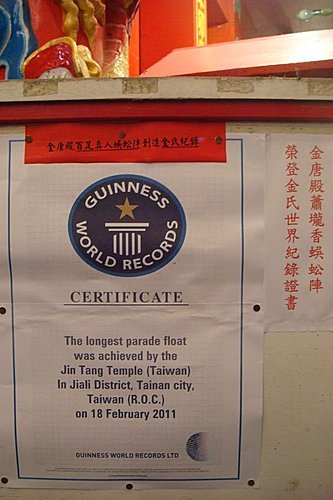 金唐殿百足真人蜈蚣陣創造金氏紀錄
金唐殿蕭壠香蜈蚣陣
榮登金氏世界紀錄證書
GUINNESS
WORLD RECORDS
CERTIFICATE
The longest parade float
was achieved by the
Jin Tang Temple (Taiwan)
In Jiali District, Tainan city,
Taiwan (R.O.C.)
on 18 February 2011
GUINNESS WORLD RECORDS LTD